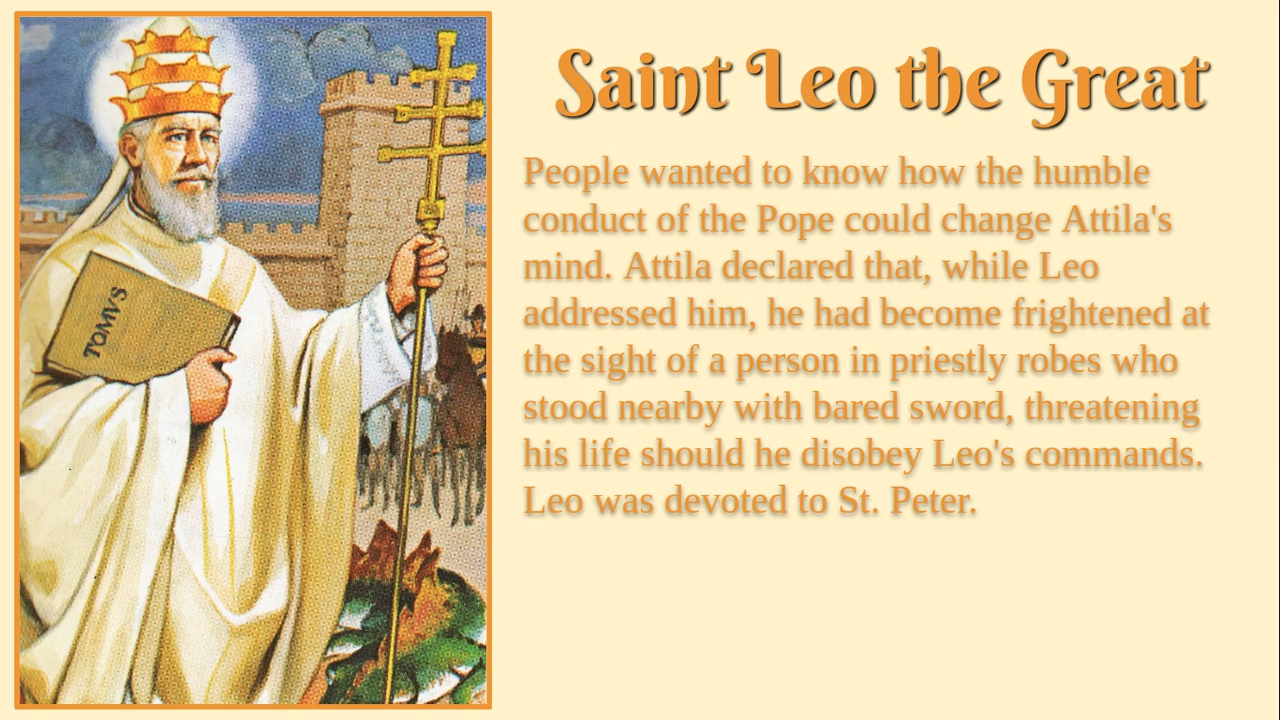 Saint Leo the Great
People wanted to know how the humble
conduct of the Pope could change Attila's
mind. Attila declared that, while Leo
addressed him, he had become frightened at
the sight of a person in priestly robes who
stood nearby with bared sword, threatening
his life should he disobey Leo's commands.
Leo was devoted to St. Peter.
TOMVS